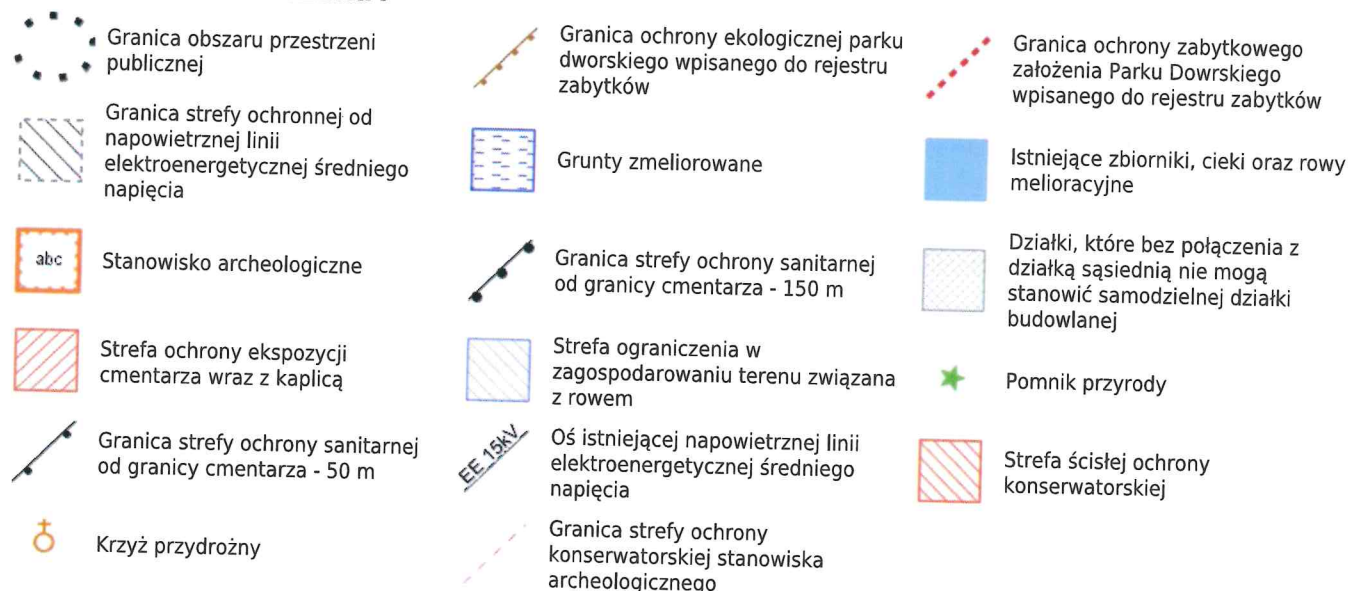 Granica obszaru przestrzeni
publicznej
Granica strefy ochronnej od
napowietrznej linii
elektroenergetycznej średniego
napięcia
abc
Stanowisko archeologiczne
Strefa ochrony ekspozycji
cmentarza wraz z kaplicą
Granica strefy ochrony sanitarnej
od granicy cmentarza - 50 m
Krzyż przydrożny
Granica ochrony ekologicznej parku
dworskiego wpisanego do rejestru
zabytków
Grunty zmeliorowane
Granica strefy ochrony sanitarnej
od granicy cmentarza - 150 m
Strefa ograniczenia w
zagospodarowaniu terenu związana
z rowem
EE 15kV
Oś istniejącej napowietrznej linii
elektroenergetycznej średniego
napięcia
Granica strefy ochrony
konserwatorskiej stanowiska
archeologicznego
Granica ochrony zabytkowego
założenia Parku Dowrskiego
wpisanego do rejestru zabytków
Istniejące zbiorniki, cieki oraz rowy
melioracyjne
Działki, które bez połączenia z
działką sąsiednią nie mogą
stanowić samodzielnej działki
budowlanej
Pomnik przyrody
Strefa ścisłej ochrony
konserwatorskiej